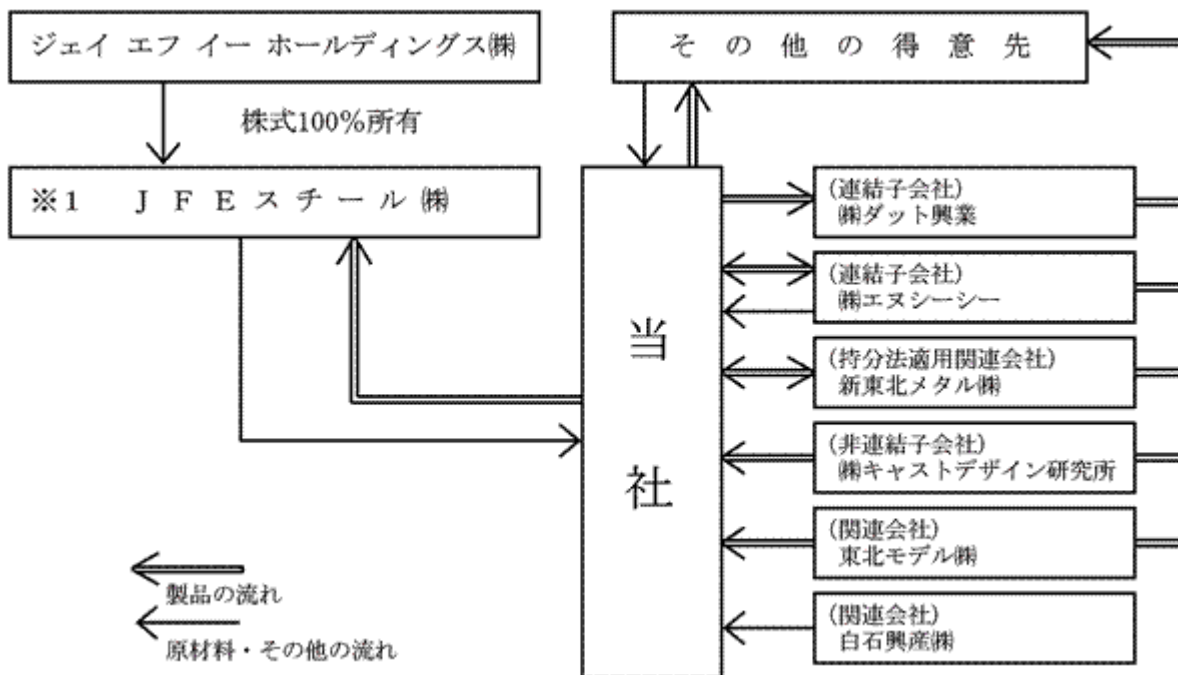 ジェイ エフ イー ホールディングス㈱
そ の 他 の 得 意 先
株式100％所有
※1 J F E ス チ ー ル ㈱
当
社
(連結子会社)
㈱ダット興業
(連結子会社)
㈱エヌシーシー
(持分法適用関連会社)
新東北メタル㈱
(非連結子会社)
㈱キャストデザイン研究所
(関連会社)
東北モデル㈱
(関連会社)
白石興産㈱
製品の流れ
原材料・その他の流れ